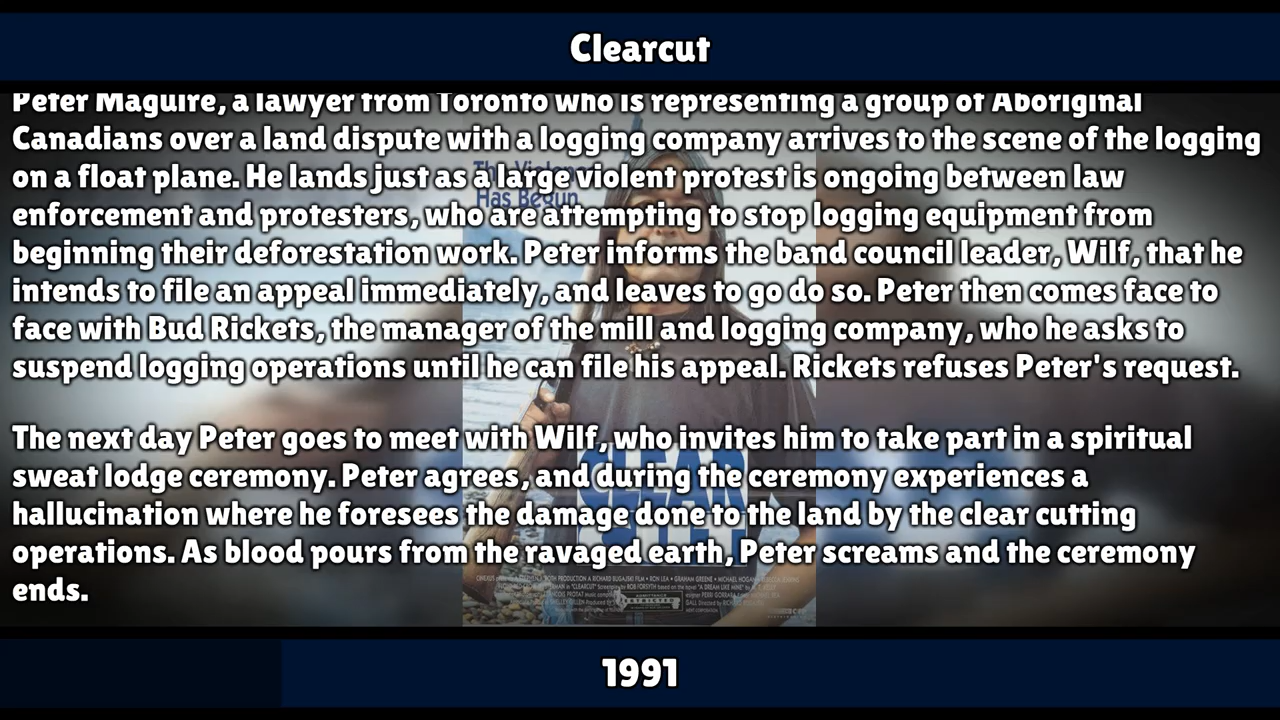 Clearcut
Peter Maguire, a lawyer from Toronto who is representing a group of Aboriginal
Canadians over a land dispute with a logging company arrives to the scene of the logging
on a float plane. He lands just as a large violent protest is ongoing between law
enforcement and protesters, who are attempting to stop logging equipment from
beginning their deforestation work. Peter informs the band council leader, Wilf, that he
intends to file an appeal immediately, and leaves to go do so. Peter then comes face to
face with Bud Rickets, the manager of the mill and logging company, who he asks to
suspend logging operations until he can file his appeal. Rickets refuses Peter's request.
The next day Peter goes to meet with Wilf, who invites him to take part in a spiritual
sweat lodge ceremony. Peter agrees, and during the ceremony experiences a
hallucination where he foresees the damage done to the land by the clear cutting
operations. As blood pours from the ravaged earth, Peter screams and the ceremony
ends.
Has Begun
CLEAR
CUT
1991